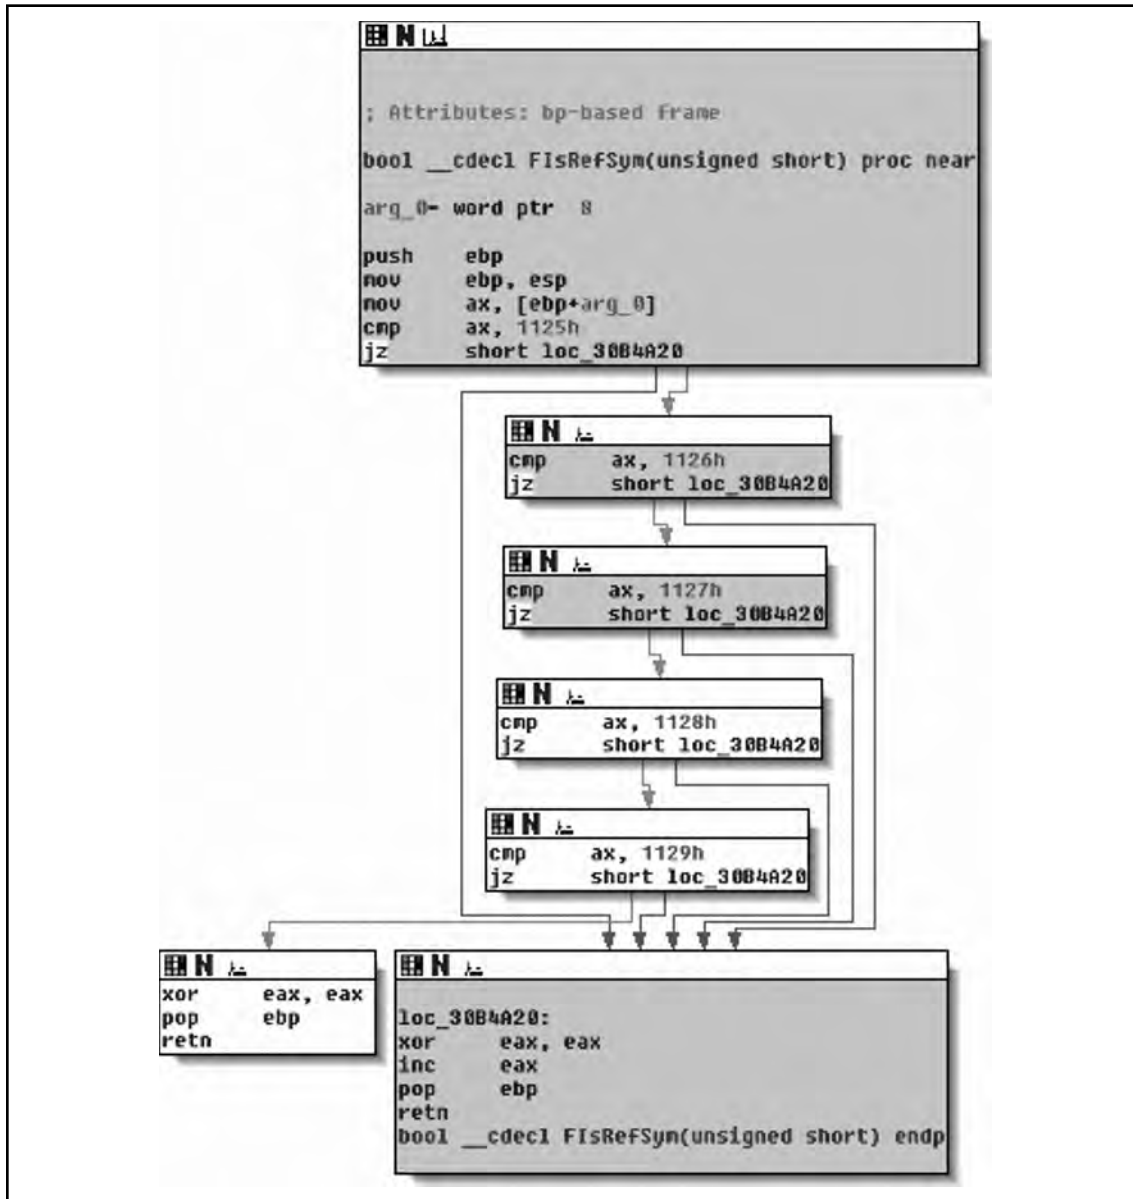 ; Attributes: bp-based frame
bool __cdecl FIsRefSym(unsigned short) proc near
arg_0= word ptr 8
push ebp
mov ebp, esp
mov ax, [ebp+arg_0]
cmp ax, 1125h
jz short loc_30B4A20
cmp ax, 1126h
jz short loc_30B4A20
cmp ax, 1127h
jz short loc_30B4A20
cmp ax, 1128h
jz short loc_30B4A20
cmp ax, 1129h
jz short loc_30B4A20
xor eax, eax
pop ebp
retn
loc_30B4A20:
xor eax, eax
inc eax
pop ebp
retn
bool __cdecl FIsRefSym(unsigned short) endp